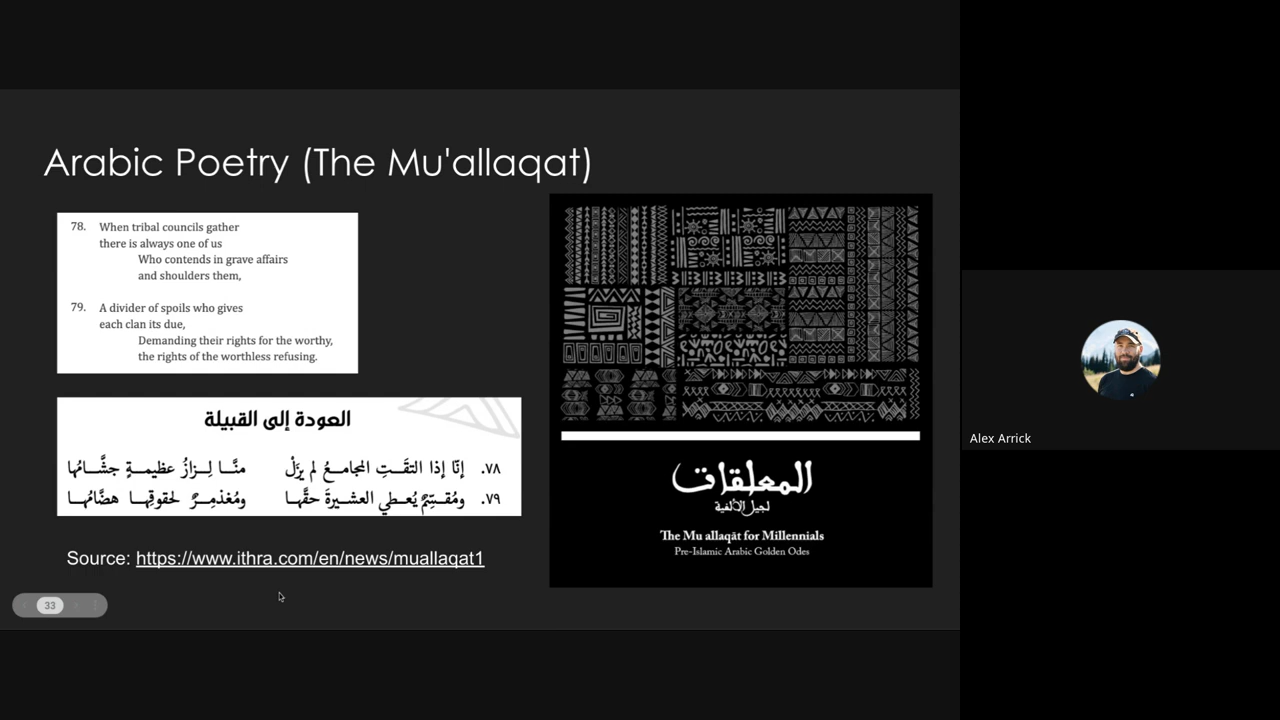 Arabic Poetry (The Mu'allaqat)
78. When tribal councils gather
there is always one of us
Who contends in grave affairs
and shoulders them,
79. A divider of spoils who gives
each clan its due,
Demanding their rights for the worthy,
the rights of the worthless refusing.
العودة إلى القبيلة
٧٨. إنّا إذا التقَتِ المجامعُ لم يزَلْ منَّا لِزازُ عظيمةٍ جشَّامُها
٧٩. ومُقسِّمٌ يُعطي العشيرةَ حقَّها ومُغذمِرٌ لحقوقِها هضَّامُها
Source: https://www.ithra.com/en/news/muallaqat1
33
المعلقات
لجيل الألفية
The Mu allaqāt for Millennials
Pre-Islamic Arabic Golden Odes
Alex Arrick